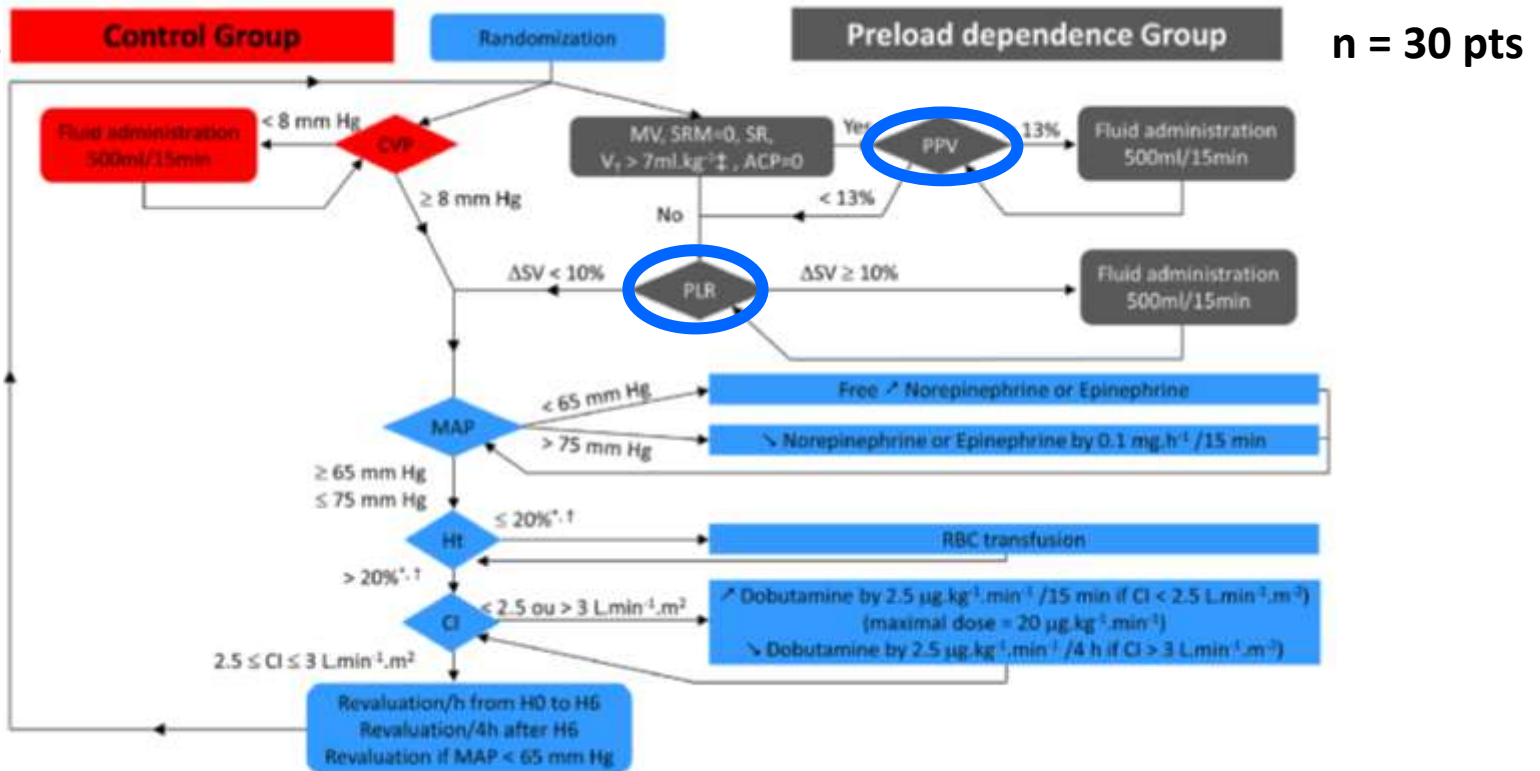 Control Group
Randomization
Preload dependence Group
n = 30 pts
Fluid administration
500ml/15min
< 8 mm Hg
CVP
≥ 8 mm Hg
MV, SRM=0, SR,
V_T > 7ml.kg⁻¹‡ , ACP=0
Yes
PPV
13%
Fluid administration
500ml/15min
< 13%
No
ΔSV < 10%
PLR
ΔSV ≥ 10%
Fluid administration
500ml/15min
MAP
< 65 mm Hg
Free ↗ Norepinephrine or Epinephrine
> 75 mm Hg
↘ Norepinephrine or Epinephrine by 0.1 mg.h⁻¹ /15 min
≥ 65 mm Hg
≤ 75 mm Hg
Ht
≤ 20%*, †
RBC transfusion
> 20%*, †
CI
< 2.5 ou > 3 L.min⁻¹.m²
↗ Dobutamine by 2.5 μg.kg⁻¹.min⁻¹ /15 min if CI < 2.5 L.min⁻¹.m⁻²)
(maximal dose = 20 μg.kg⁻¹.min⁻¹)
↘ Dobutamine by 2.5 μg.kg⁻¹.min⁻¹ /4 h if CI > 3 L.min⁻¹.m⁻²)
2.5 ≤ CI ≤ 3 L.min⁻¹.m²
Revaluation/h from H0 to H6
Revaluation/4h after H6
Revaluation if MAP < 65 mm Hg